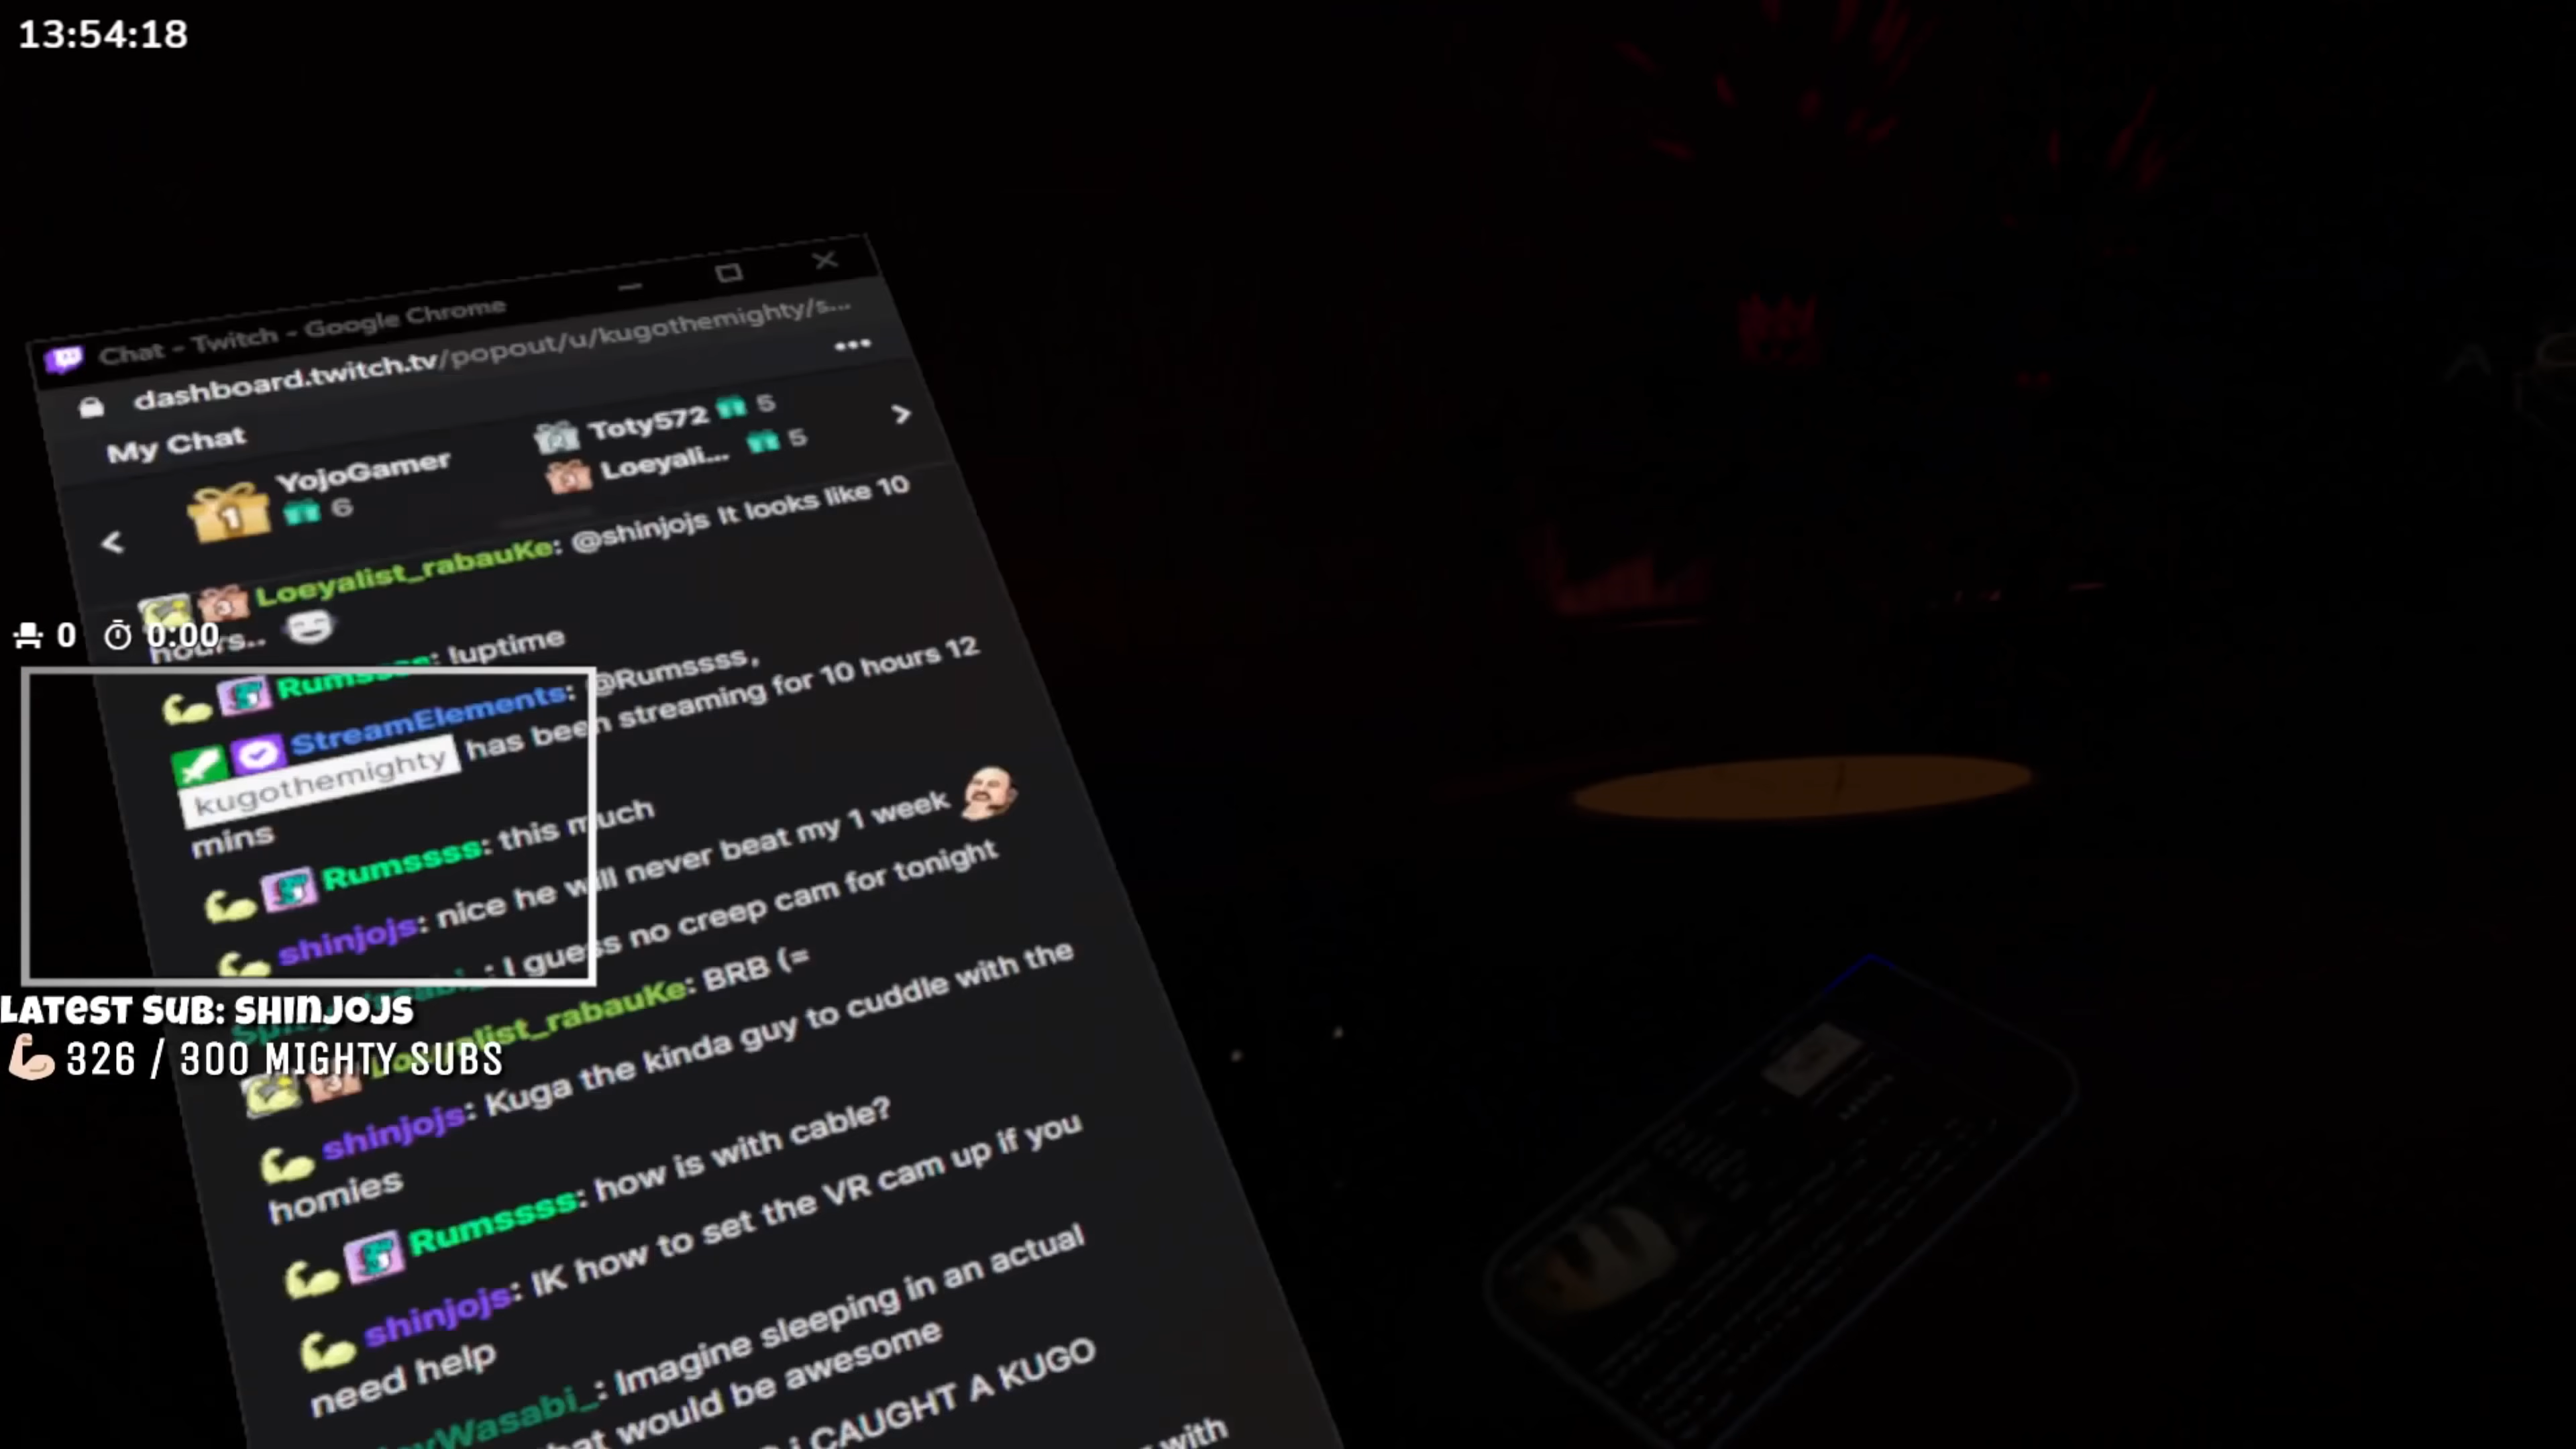 13:54:18
Chat - Twitch - Google Chrome
dashboard.twitch.tv/popout/u/kugothemighty/s...
My Chat
YojoGamer
6
Toty572 5
Loeyali... 5
Loeyalist_rabauKe: @shinjojs It looks like 10
hours..
0 0:00
Rumssss: !uptime
StreamElements: @Rumssss,
kugothemighty has been streaming for 10 hours 12
mins
Rumssss: this much
shinjojs: nice he will never beat my 1 week
: I guess no creep cam for tonight
Loeyalist_rabauKe: BRB (=
Latest Sub: shinjojs
326 / 300 MIGHTY SUBS
shinjojs: Kuga the kinda guy to cuddle with the
homies
Rumssss: how is with cable?
shinjojs: IK how to set the VR cam up if you
need help
Wasabi_: Imagine sleeping in an actual
would be awesome
i CAUGHT A KUGO
with